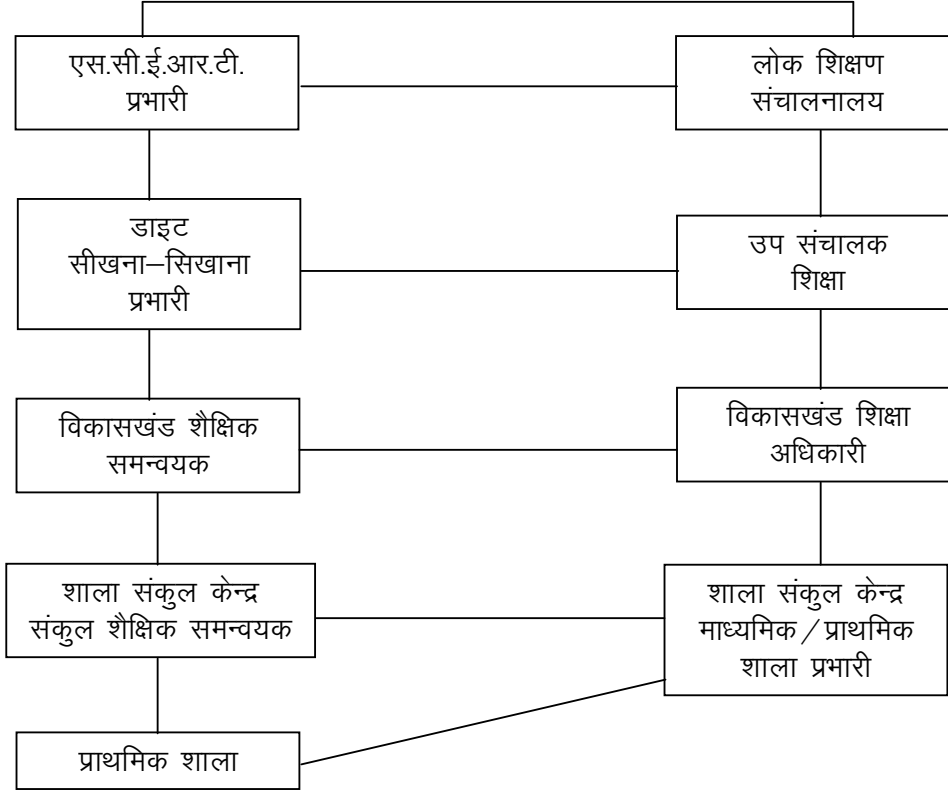 एस.सी.ई.आर.टी.
प्रभारी
लोक शिक्षण
संचालनालय
डाइट
सीखना–सिखाना
प्रभारी
उप संचालक
शिक्षा
विकासखंड शैक्षिक
समन्वयक
विकासखंड शिक्षा
अधिकारी
शाला संकुल केन्द्र
संकुल शैक्षिक समन्वयक
शाला संकुल केन्द्र
माध्यमिक / प्राथमिक
शाला प्रभारी
प्राथमिक शाला